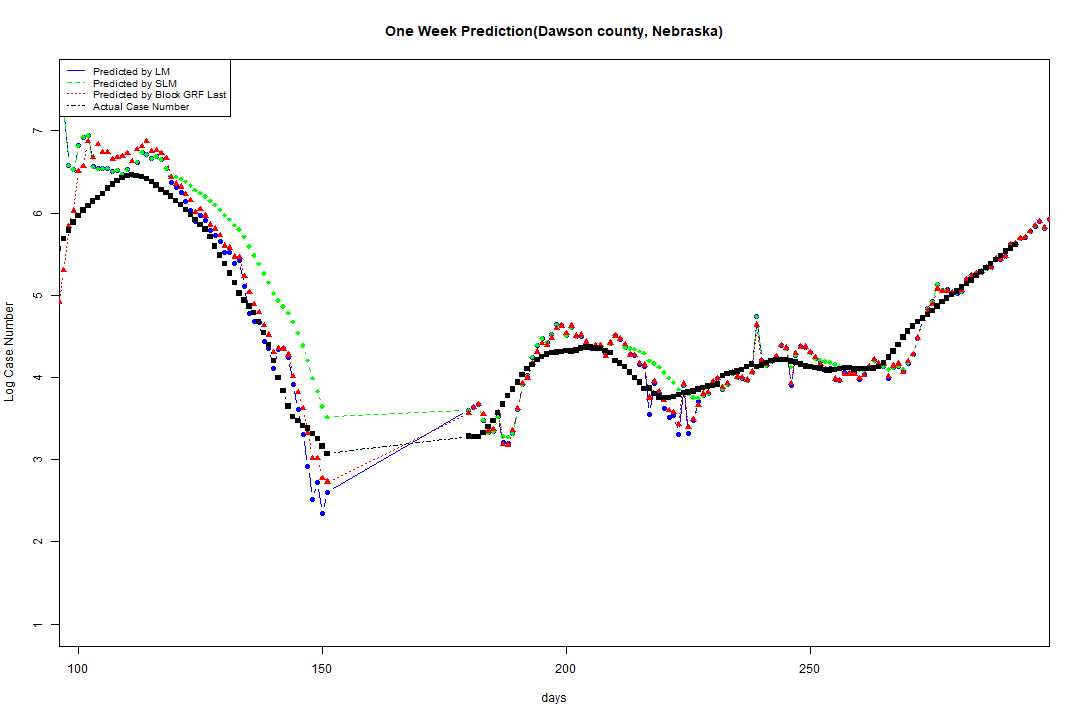 One Week Prediction(Dawson county, Nebraska)
Predicted by LM
Predicted by SLM
Predicted by Block GRF Last
Actual Case Number
Log Case Number
7
6
5
4
3
2
1
100 150 200 250
days